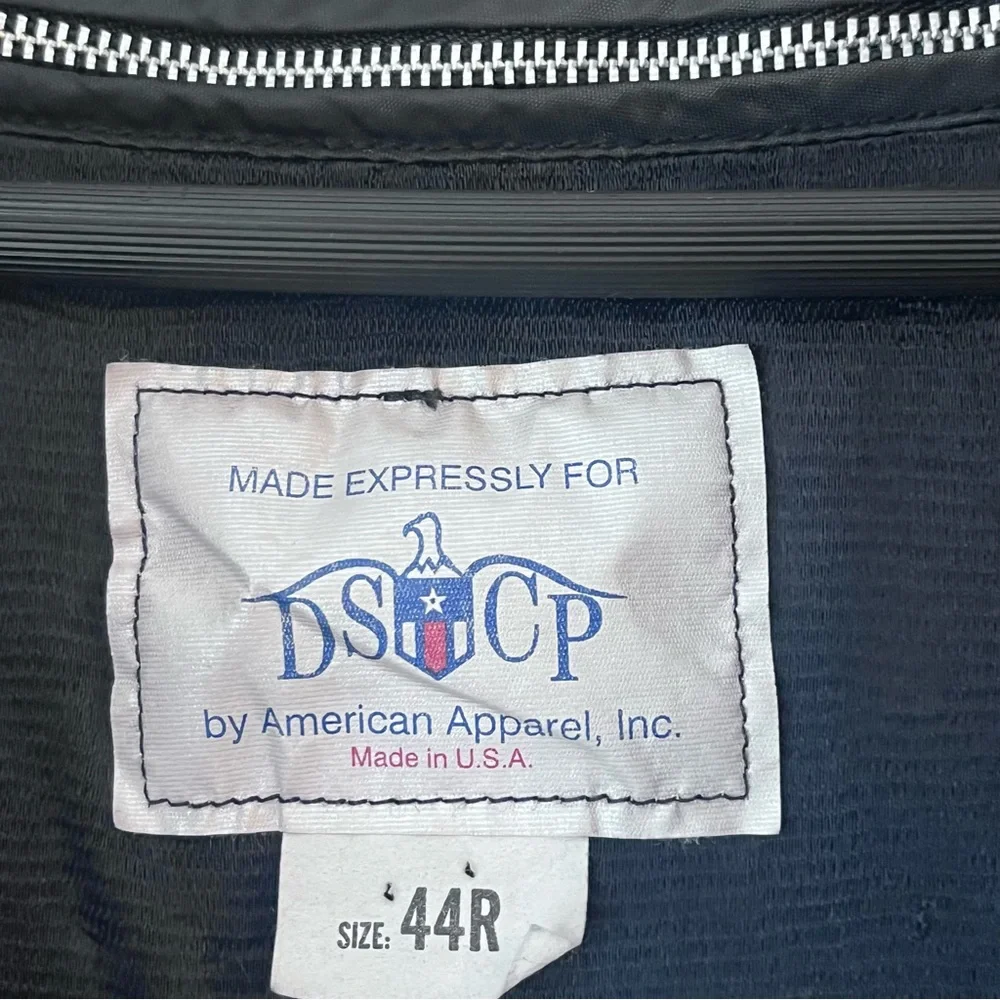 MADE EXPRESSLY FOR
DSCP
by American Apparel, Inc.
Made in U.S.A.
SIZE: 44R